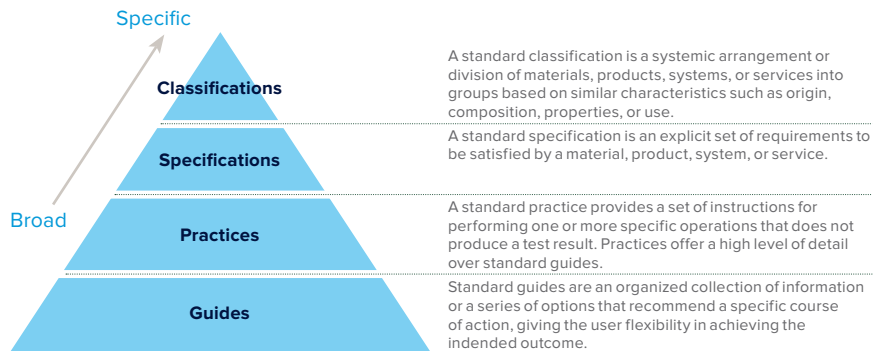 Specific
Classifications
A standard classification is a systemic arrangement or
division of materials, products, systems, or services into
groups based on similar characteristics such as origin,
composition, properties, or use.
Specifications
A standard specification is an explicit set of requirements to
be satisfied by a material, product, system, or service.
Broad
Practices
A standard practice provides a set of instructions for
performing one or more specific operations that does not
produce a test result. Practices offer a high level of detail
over standard guides.
Guides
Standard guides are an organized collection of information
or a series of options that recommend a specific course
of action, giving the user flexibility in achieving the
indended outcome.